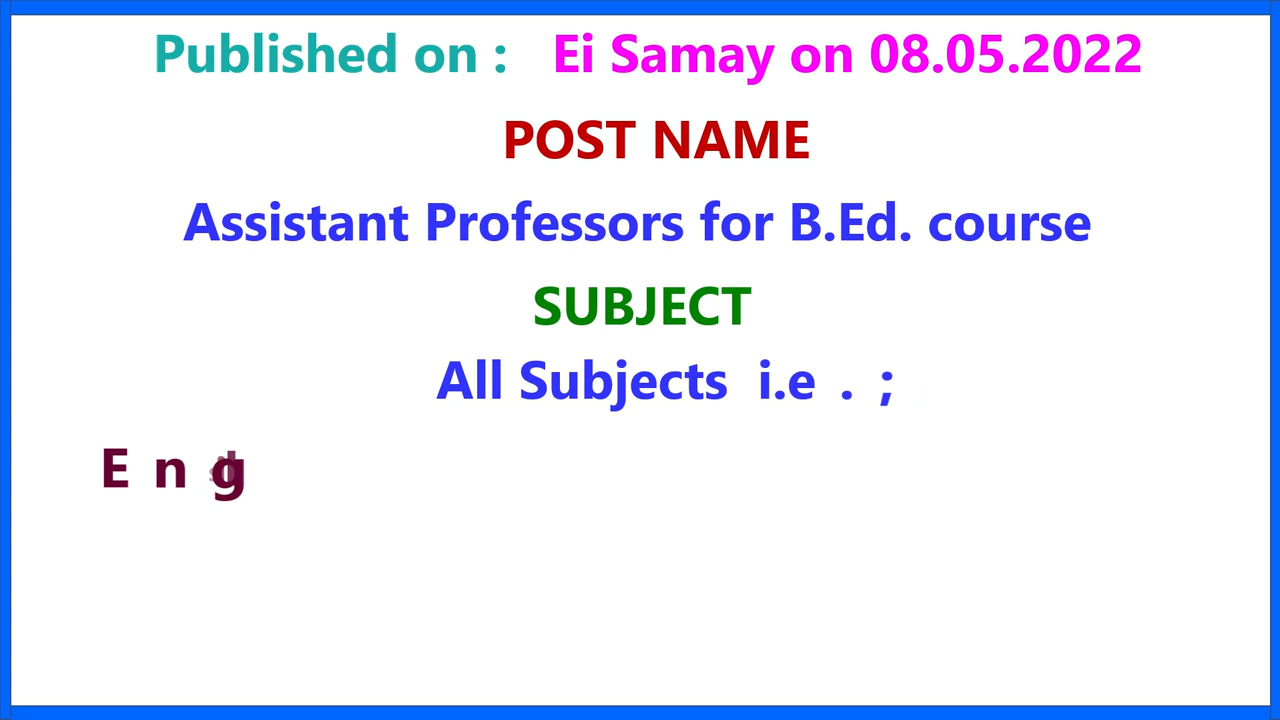 Published on : Ei Samay on 08.05.2022
POST NAME
Assistant Professors for B.Ed. course
SUBJECT
All Subjects i.e . ;
E n g